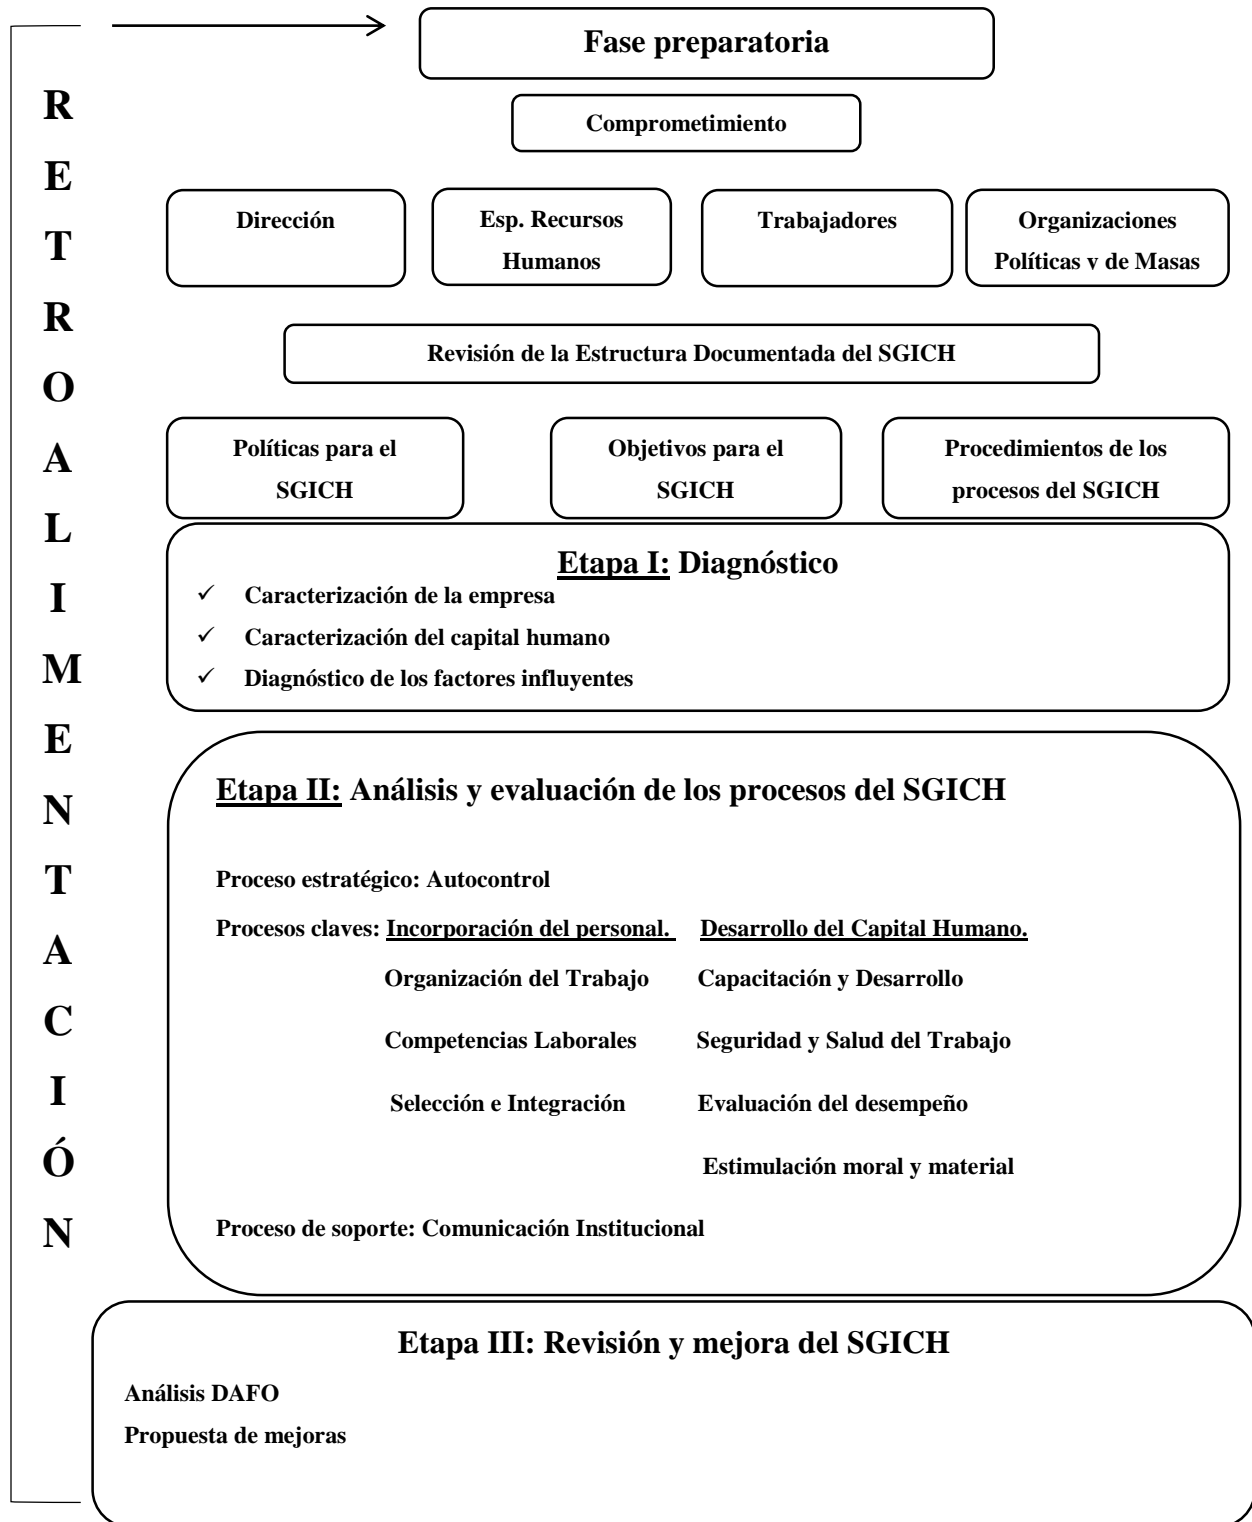 Fase preparatoria
Comprometimiento
Dirección
Esp. Recursos
Humanos
Trabajadores
Organizaciones
Políticas y de Masas
Revisión de la Estructura Documentada del SGICH
Políticas para el
SGICH
Objetivos para el
SGICH
Procedimientos de los
procesos del SGICH
Etapa I: Diagnóstico
✓ Caracterización de la empresa
✓ Caracterización del capital humano
✓ Diagnóstico de los factores influyentes
Etapa II: Análisis y evaluación de los procesos del SGICH
Proceso estratégico: Autocontrol
Procesos claves: Incorporación del personal. Desarrollo del Capital Humano.
Organización del Trabajo Capacitación y Desarrollo
Competencias Laborales Seguridad y Salud del Trabajo
Selección e Integración Evaluación del desempeño
Estimulación moral y material
Proceso de soporte: Comunicación Institucional
Etapa III: Revisión y mejora del SGICH
Análisis DAFO
Propuesta de mejoras
R
E
T
R
O
A
L
I
M
E
N
T
A
C
I
Ó
N